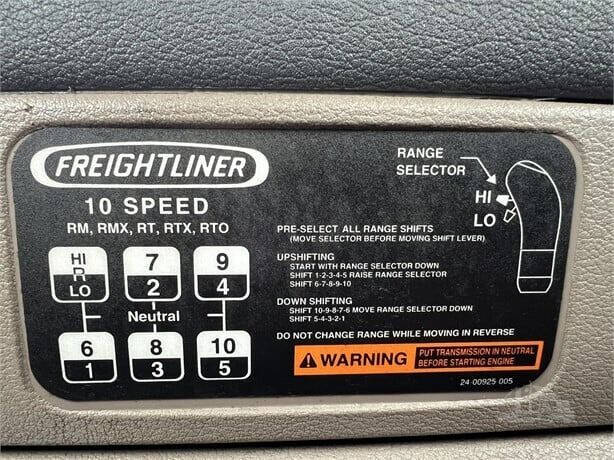 FREIGHTLINER
10 SPEED
RM, RMX, RT, RTX, RTO
HI
R
LO
7
2
9
4
Neutral
6
1
8
3
10
5
RANGE
SELECTOR
HI
LO
PRE-SELECT ALL RANGE SHIFTS
(MOVE SELECTOR BEFORE MOVING SHIFT LEVER)
UPSHIFTING
START WITH RANGE SELECTOR DOWN
SHIFT 1-2-3-4-5 RAISE RANGE SELECTOR
SHIFT 6-7-8-9-10
DOWN SHIFTING
SHIFT 10-9-8-7-6 MOVE RANGE SELECTOR DOWN
SHIFT 5-4-3-2-1
DO NOT CHANGE RANGE WHILE MOVING IN REVERSE
WARNING
PUT TRANSMISSION IN NEUTRAL
BEFORE STARTING ENGINE
24 00925 005